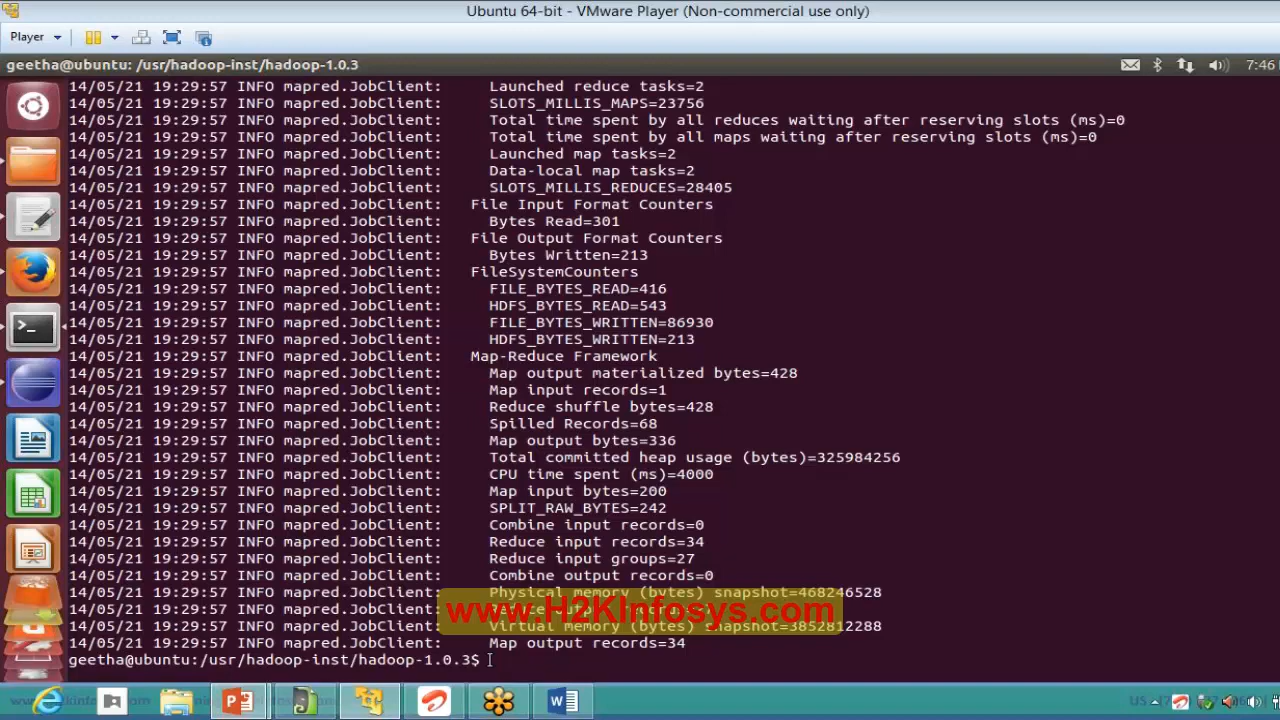 Ubuntu 64-bit - VMware Player (Non-commercial use only)
Player
geetha@ubuntu: /usr/hadoop-inst/hadoop-1.0.3
7:46
14/05/21 19:29:57 INFO mapred.JobClient: Launched reduce tasks=2
14/05/21 19:29:57 INFO mapred.JobClient: SLOTS_MILLIS_MAPS=23756
14/05/21 19:29:57 INFO mapred.JobClient: Total time spent by all reduces waiting after reserving slots (ms)=0
14/05/21 19:29:57 INFO mapred.JobClient: Total time spent by all maps waiting after reserving slots (ms)=0
14/05/21 19:29:57 INFO mapred.JobClient: Launched map tasks=2
14/05/21 19:29:57 INFO mapred.JobClient: Data-local map tasks=2
14/05/21 19:29:57 INFO mapred.JobClient: SLOTS_MILLIS_REDUCES=28405
14/05/21 19:29:57 INFO mapred.JobClient: File Input Format Counters
14/05/21 19:29:57 INFO mapred.JobClient: Bytes Read=301
14/05/21 19:29:57 INFO mapred.JobClient: File Output Format Counters
14/05/21 19:29:57 INFO mapred.JobClient: Bytes Written=213
14/05/21 19:29:57 INFO mapred.JobClient: FileSystemCounters
14/05/21 19:29:57 INFO mapred.JobClient: FILE_BYTES_READ=416
14/05/21 19:29:57 INFO mapred.JobClient: HDFS_BYTES_READ=543
14/05/21 19:29:57 INFO mapred.JobClient: FILE_BYTES_WRITTEN=86930
14/05/21 19:29:57 INFO mapred.JobClient: HDFS_BYTES_WRITTEN=213
14/05/21 19:29:57 INFO mapred.JobClient: Map-Reduce Framework
14/05/21 19:29:57 INFO mapred.JobClient: Map output materialized bytes=428
14/05/21 19:29:57 INFO mapred.JobClient: Map input records=1
14/05/21 19:29:57 INFO mapred.JobClient: Reduce shuffle bytes=428
14/05/21 19:29:57 INFO mapred.JobClient: Spilled Records=68
14/05/21 19:29:57 INFO mapred.JobClient: Map output bytes=336
14/05/21 19:29:57 INFO mapred.JobClient: Total committed heap usage (bytes)=325984256
14/05/21 19:29:57 INFO mapred.JobClient: CPU time spent (ms)=4000
14/05/21 19:29:57 INFO mapred.JobClient: Map input bytes=200
14/05/21 19:29:57 INFO mapred.JobClient: SPLIT_RAW_BYTES=242
14/05/21 19:29:57 INFO mapred.JobClient: Combine input records=0
14/05/21 19:29:57 INFO mapred.JobClient: Reduce input records=34
14/05/21 19:29:57 INFO mapred.JobClient: Reduce input groups=27
14/05/21 19:29:57 INFO mapred.JobClient: Combine output records=0
14/05/21 19:29:57 INFO mapred.JobClient: Physical memory (bytes) snapshot=468246528
14/05/21 19:29:57 INFO mapred.JobClient:
www.H2KInfosys.com
14/05/21 19:29:57 INFO mapred.JobClient: Virtual memory (bytes) snapshot=3852812288
14/05/21 19:29:57 INFO mapred.JobClient: Map output records=34
geetha@ubuntu:/usr/hadoop-inst/hadoop-1.0.3$
US